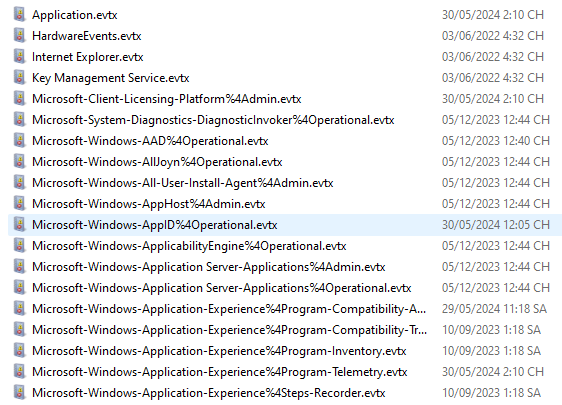 Application.evtx 30/05/2024 2:10 CH
HardwareEvents.evtx 03/06/2022 4:32 CH
Internet Explorer.evtx 03/06/2022 4:32 CH
Key Management Service.evtx 03/06/2022 4:32 CH
Microsoft-Client-Licensing-Platform%4Admin.evtx 30/05/2024 2:10 CH
Microsoft-System-Diagnostics-DiagnosticInvoker%4Operational.evtx 05/12/2023 12:44 CH
Microsoft-Windows-AAD%4Operational.evtx 05/12/2023 12:40 CH
Microsoft-Windows-AllJoyn%4Operational.evtx 05/12/2023 12:44 CH
Microsoft-Windows-All-User-Install-Agent%4Admin.evtx 05/12/2023 12:44 CH
Microsoft-Windows-AppHost%4Admin.evtx 05/12/2023 12:44 CH
Microsoft-Windows-AppID%4Operational.evtx 30/05/2024 12:05 CH
Microsoft-Windows-ApplicabilityEngine%4Operational.evtx 05/12/2023 12:44 CH
Microsoft-Windows-Application Server-Applications%4Admin.evtx 05/12/2023 12:44 CH
Microsoft-Windows-Application Server-Applications%4Operational.evtx 05/12/2023 12:44 CH
Microsoft-Windows-Application-Experience%4Program-Compatibility-A... 29/05/2024 11:18 SA
Microsoft-Windows-Application-Experience%4Program-Compatibility-Tr... 10/09/2023 1:18 SA
Microsoft-Windows-Application-Experience%4Program-Inventory.evtx 10/09/2023 1:18 SA
Microsoft-Windows-Application-Experience%4Program-Telemetry.evtx 30/05/2024 2:10 CH
Microsoft-Windows-Application-Experience%4Steps-Recorder.evtx 10/09/2023 1:18 SA